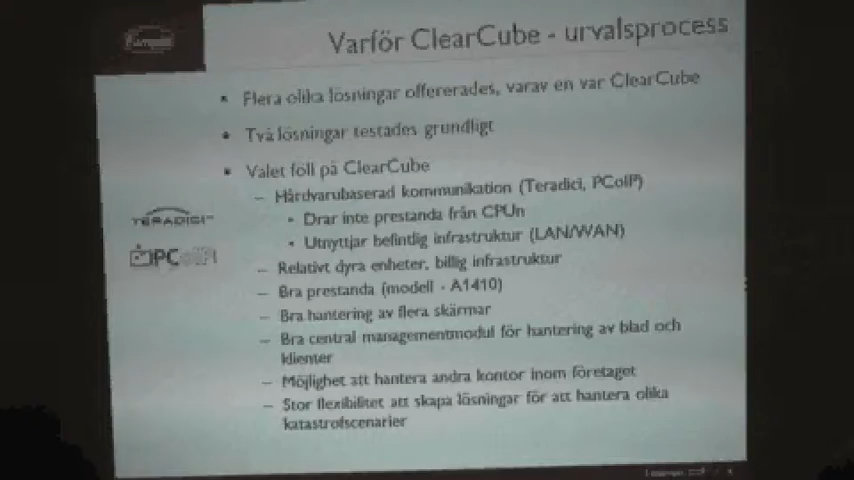 Varför ClearCube - urvalsprocess
• Flera olika lösningar offererades, varav en var ClearCube
• Två lösningar testades grundligt
• Valet föll på ClearCube
– Hårdvarubaserad kommunikation (Teradici, PCoIP)
• Drar inte prestanda från CPUn
• Utnyttjar befintlig infrastruktur (LAN/WAN)
TERADICI™
PCoIP
– Relativt dyra enheter, billig infrastruktur
– Bra prestanda (modell - A1410)
– Bra hantering av flera skärmar
– Bra central managementmodul för hantering av blad och
klienter
– Möjlighet att hantera andra kontor inom företaget
– Stor flexibilitet att skapa lösningar för att hantera olika
katastrofscenarier